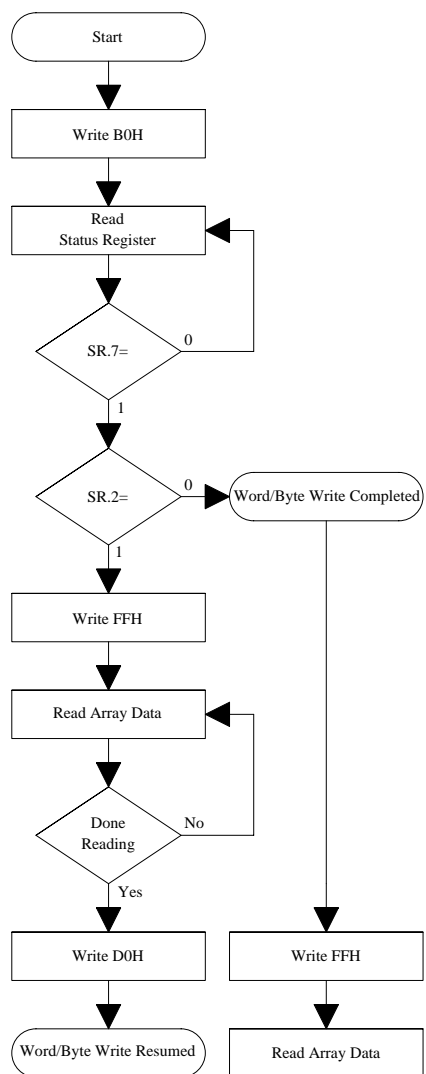 Start
Write B0H
Read
Status Register
SR.7=
0
1
SR.2=
0
Word/Byte Write Completed
1
Write FFH
Read Array Data
Done
Reading
No
Yes
Write D0H
Write FFH
Word/Byte Write Resumed
Read Array Data